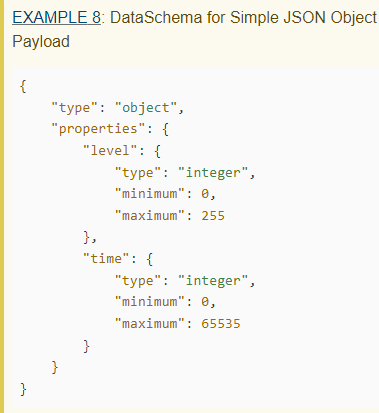 EXAMPLE 8: DataSchema for Simple JSON Object
Payload
{
    "type": "object",
    "properties": {
        "level": {
            "type": "integer",
            "minimum": 0,
            "maximum": 255
        },
        "time": {
            "type": "integer",
            "minimum": 0,
            "maximum": 65535
        }
    }
}